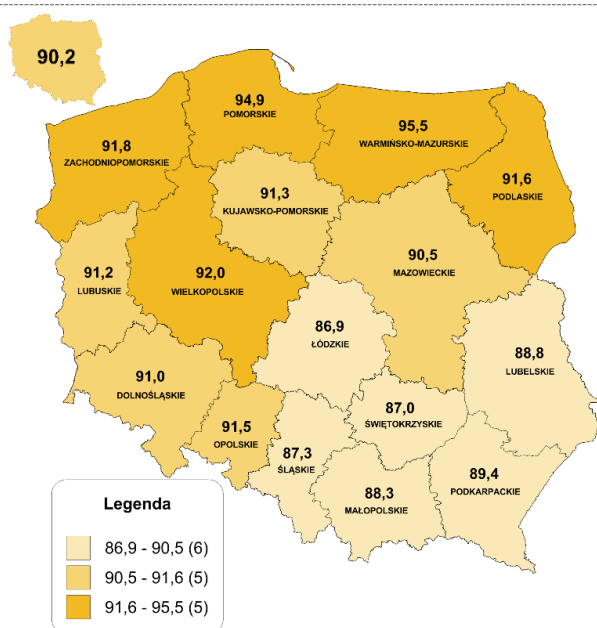 90,2
94,9
POMORSKIE
95,5
WARMIŃSKO-MAZURSKIE
91,8
ZACHODNIOPOMORSKIE
91,6
PODLASKIE
91,3
KUJAWSKO-POMORSKIE
90,5
MAZOWIECKIE
91,2
LUBUSKIE
92,0
WIELKOPOLSKIE
86,9
ŁÓDZKIE
88,8
LUBELSKIE
91,0
DOLNOŚLĄSKIE
87,0
ŚWIĘTOKRZYSKIE
91,5
OPOLSKIE
87,3
ŚLĄSKIE
89,4
PODKARPACKIE
88,3
MAŁOPOLSKIE
Legenda
86,9 - 90,5 (6)
90,5 - 91,6 (5)
91,6 - 95,5 (5)